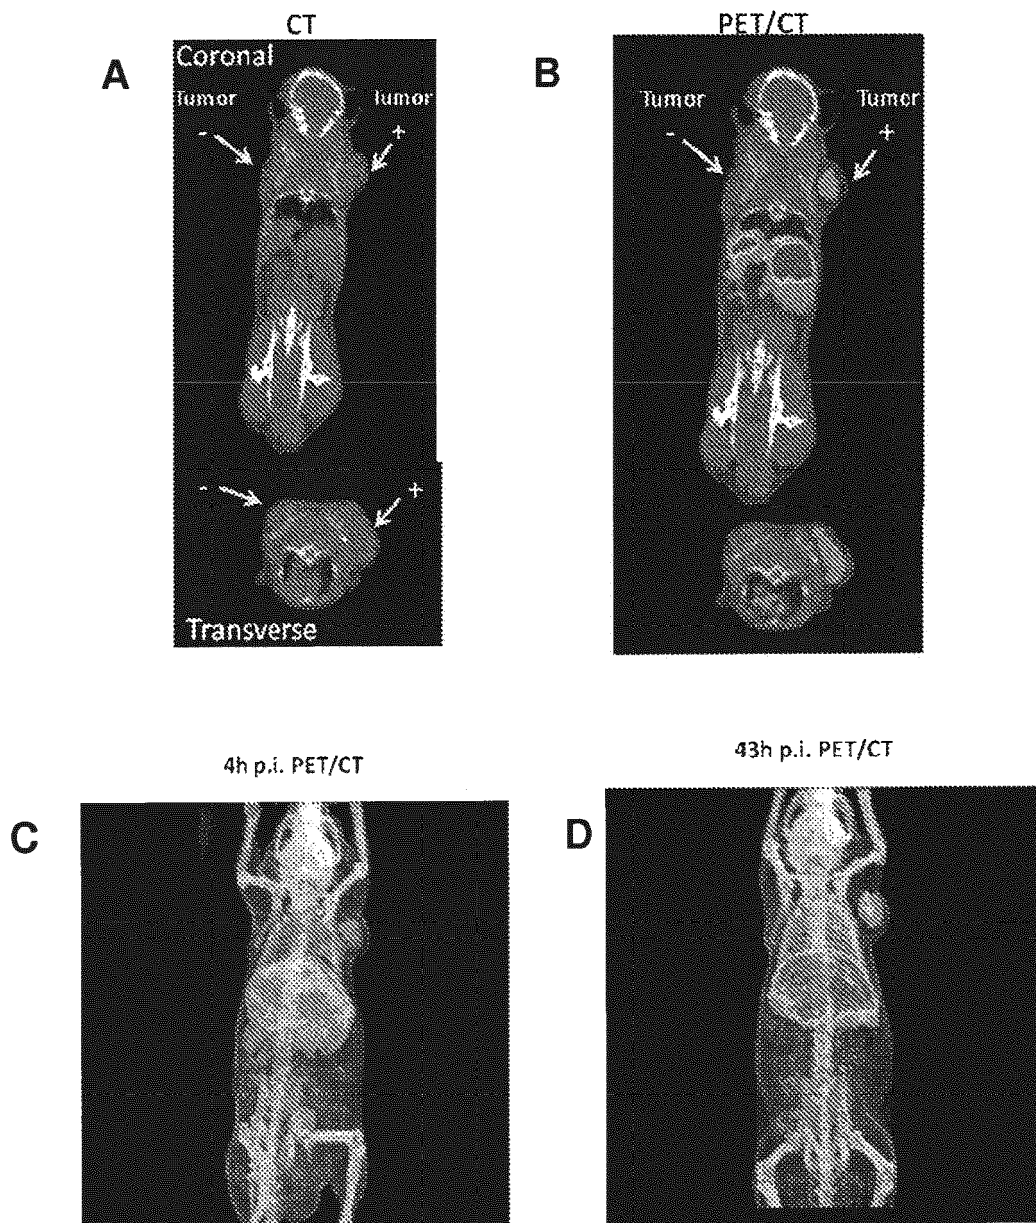 CT
A
Coronal
Tumor
Tumor
-
+
-
+
Transverse
PET/CT
B
Tumor
Tumor
-
+
4h p.i. PET/CT
C
43h p.i. PET/CT
D